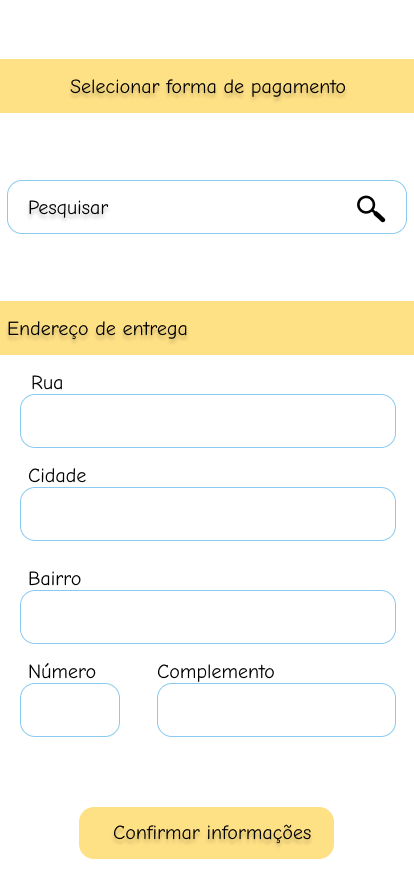 Selecionar forma de pagamento
Pesquisar
Endereço de entrega
Rua
Cidade
Bairro
Número Complemento
Confirmar informações